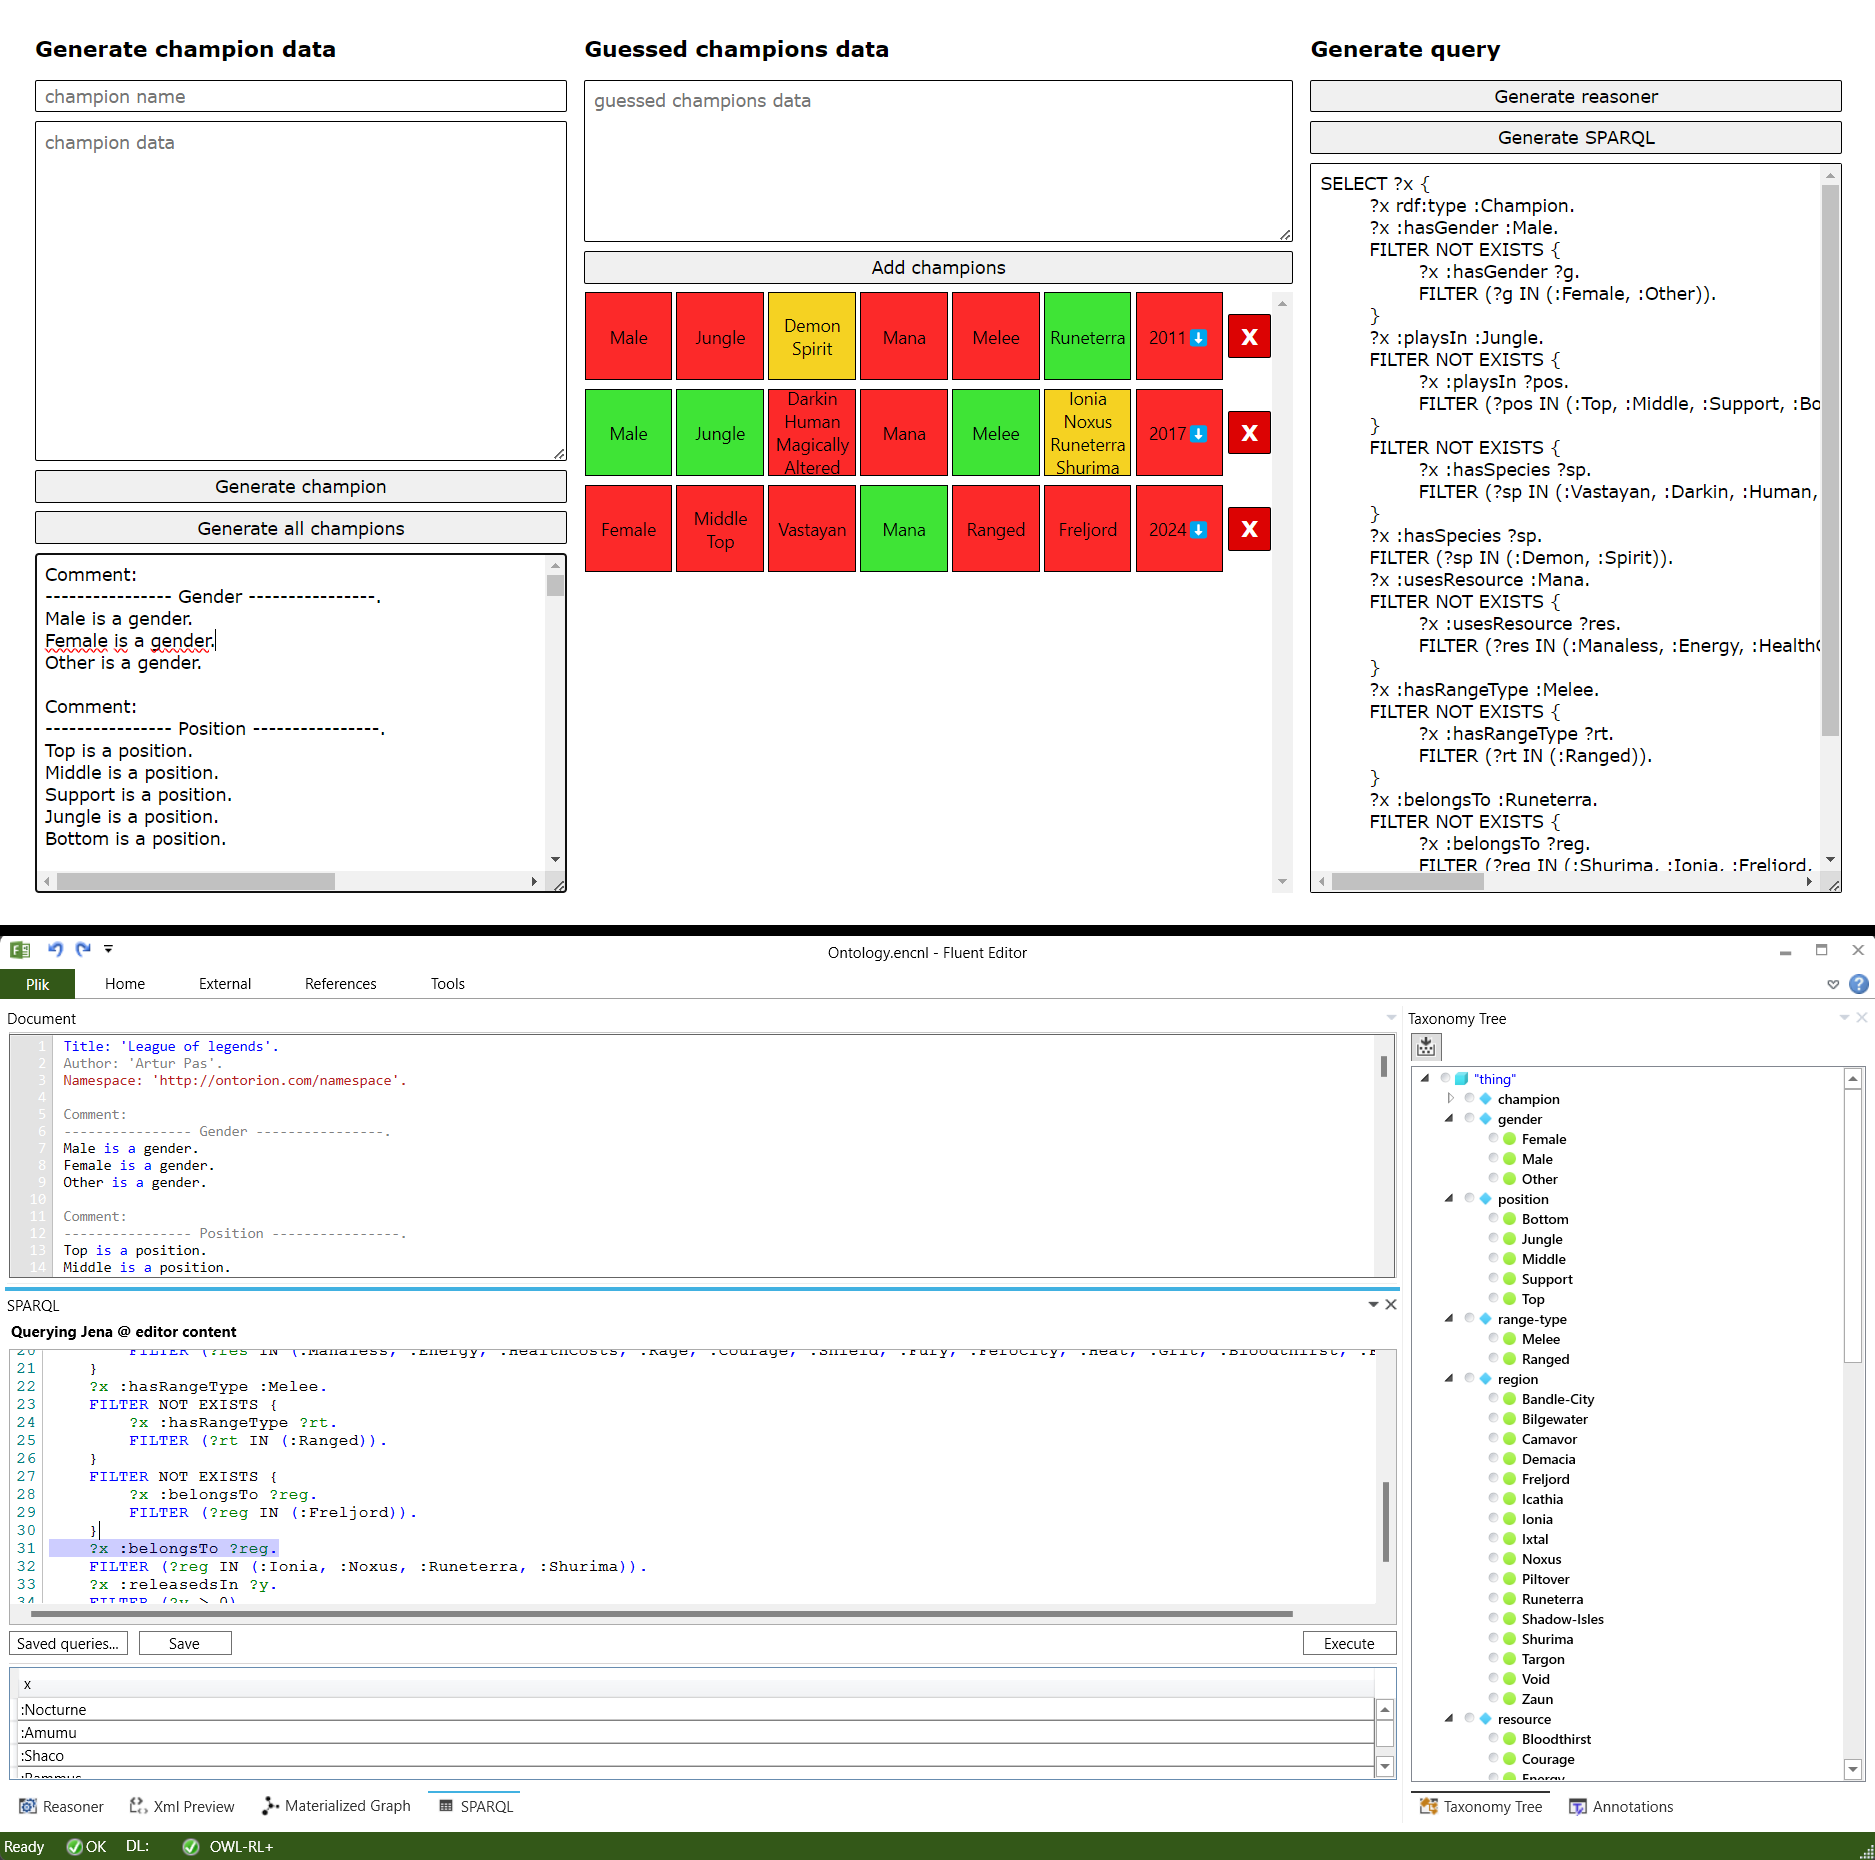 Generate champion data
champion name
champion data
Generate champion
Generate all champions
Comment:
---------------- Gender ----------------.
Male is a gender.
Female is a gender.
Other is a gender.
Comment:
---------------- Position ----------------.
Top is a position.
Middle is a position.
Support is a position.
Jungle is a position.
Bottom is a position.
Guessed champions data
guessed champions data
Add champions
Male Jungle Demon Spirit Mana Melee Runeterra 2011⬇ X
Male Jungle Darkin Human Magically Altered Mana Melee Ionia Noxus Runeterra Shurima 2017⬇ X
Female Middle Top Vastayan Mana Ranged Freljord 2024⬇ X
Generate query
Generate reasoner
Generate SPARQL
SELECT ?x {
?x rdf:type :Champion.
?x :hasGender :Male.
FILTER NOT EXISTS {
?x :hasGender ?g.
FILTER (?g IN (:Female, :Other)).
}
?x :playsIn :Jungle.
FILTER NOT EXISTS {
?x :playsIn ?pos.
FILTER (?pos IN (:Top, :Middle, :Support, :Bo
}
FILTER NOT EXISTS {
?x :hasSpecies ?sp.
FILTER (?sp IN (:Vastayan, :Darkin, :Human,
}
?x :hasSpecies ?sp.
FILTER (?sp IN (:Demon, :Spirit)).
?x :usesResource :Mana.
FILTER NOT EXISTS {
?x :usesResource ?res.
FILTER (?res IN (:Manaless, :Energy, :Health
}
?x :hasRangeType :Melee.
FILTER NOT EXISTS {
?x :hasRangeType ?rt.
FILTER (?rt IN (:Ranged)).
}
?x :belongsTo :Runeterra.
FILTER NOT EXISTS {
?x :belongsTo ?reg.
FILTER (?reg IN (:Shurima, :Ionia, :Freljord,
Ontology.encnl - Fluent Editor
Plik Home External References Tools
Document
1 Title: 'League of legends'.
2 Author: 'Artur Pas'.
3 Namespace: 'http://ontorion.com/namespace'.
4
5 Comment:
6 ---------------- Gender ----------------.
7 Male is a gender.
8 Female is a gender.
9 Other is a gender.
10
11 Comment:
12 ---------------- Position ----------------.
13 Top is a position.
14 Middle is a position.
SPARQL
Querying Jena @ editor content
20 FILTER (?res IN (:Manaless, :Energy, :HealthCosts, :Rage, :Courage, :Shield, :Fury, :Ferocity, :Heat, :Grit, :Bloodthirst, :F
21 }
22 ?x :hasRangeType :Melee.
23 FILTER NOT EXISTS {
24 ?x :hasRangeType ?rt.
25 FILTER (?rt IN (:Ranged)).
26 }
27 FILTER NOT EXISTS {
28 ?x :belongsTo ?reg.
29 FILTER (?reg IN (:Freljord)).
30 }
31 ?x :belongsTo ?reg.
32 FILTER (?reg IN (:Ionia, :Noxus, :Runeterra, :Shurima)).
33 ?x :releasedsIn ?y.
34 FILTER (?y > 0)
Saved queries... Save Execute
x
:Nocturne
:Amumu
:Shaco
:Rammus
Reasoner Xml Preview Materialized Graph SPARQL
Taxonomy Tree
"thing"
champion
gender
Female
Male
Other
position
Bottom
Jungle
Middle
Support
Top
range-type
Melee
Ranged
region
Bandle-City
Bilgewater
Camavor
Demacia
Freljord
Icathia
Ionia
Ixtal
Noxus
Piltover
Runeterra
Shadow-Isles
Shurima
Targon
Void
Zaun
resource
Bloodthirst
Courage
Energy
Taxonomy Tree Annotations
Ready OK DL: OWL-RL+